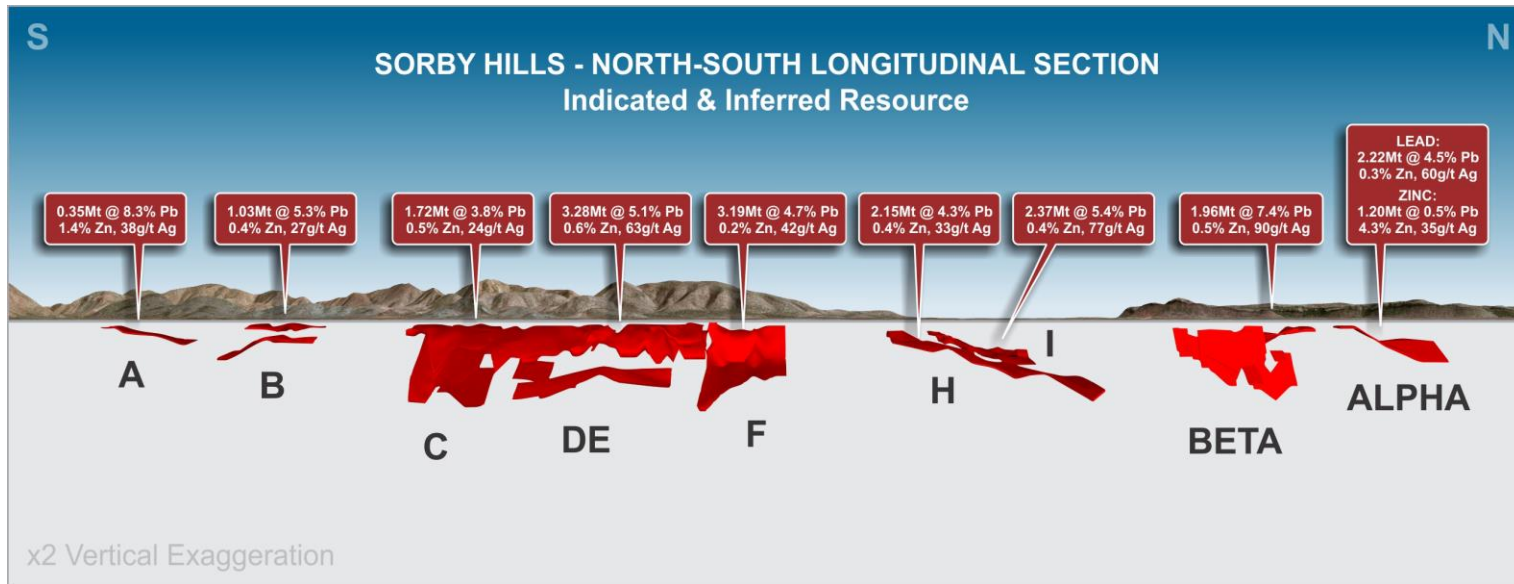 S
N
SORBY HILLS - NORTH-SOUTH LONGITUDINAL SECTION
Indicated & Inferred Resource
0.35Mt @ 8.3% Pb
1.4% Zn, 38g/t Ag
1.03Mt @ 5.3% Pb
0.4% Zn, 27g/t Ag
1.72Mt @ 3.8% Pb
0.5% Zn, 24g/t Ag
3.28Mt @ 5.1% Pb
0.6% Zn, 63g/t Ag
3.19Mt @ 4.7% Pb
0.2% Zn, 42g/t Ag
2.15Mt @ 4.3% Pb
0.4% Zn, 33g/t Ag
2.37Mt @ 5.4% Pb
0.4% Zn, 77g/t Ag
1.96Mt @ 7.4% Pb
0.5% Zn, 90g/t Ag
LEAD:
2.22Mt @ 4.5% Pb
0.3% Zn, 60g/t Ag
ZINC:
1.20Mt @ 0.5% Pb
4.3% Zn, 35g/t Ag
A
B
C
DE
F
H
I
BETA
ALPHA
x2 Vertical Exaggeration